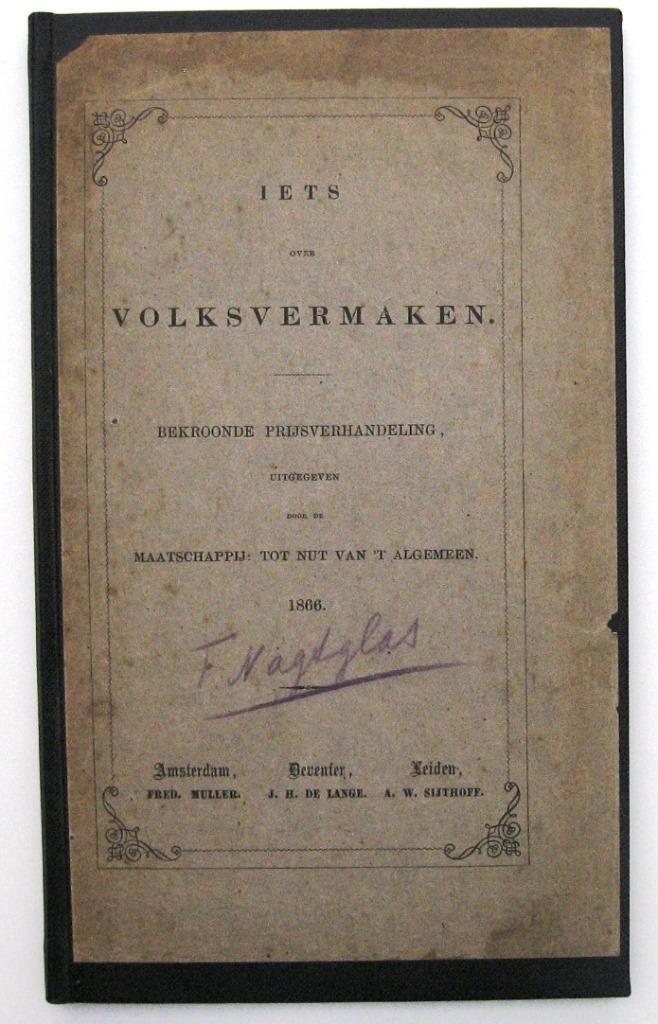 IETS
OVER
VOLKSVERMAKEN.
BEKROONDE PRIJSVERHANDELING,
UITGEGEVEN
DOOR DE
MAATSCHAPPIJ: TOT NUT VAN 'T ALGEMEEN.
1866.
F. Nagtglas
Amsterdam, Deventer, Leiden,
FRED. MULLER. J. H. DE LANGE. A. W. SIJTHOFF.